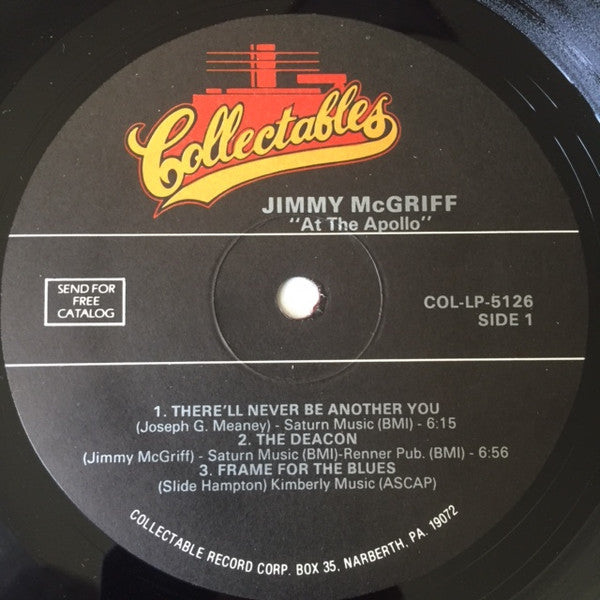 Collectables
JIMMY McGRIFF
"At The Apollo"
SEND FOR
FREE
CATALOG
COL-LP-5126
SIDE 1
1. THERE'LL NEVER BE ANOTHER YOU
(Joseph G. Meaney) - Saturn Music (BMI) - 6:15
2. THE DEACON
(Jimmy McGriff) - Saturn Music (BMI)-Renner Pub. (BMI) - 6:56
3. FRAME FOR THE BLUES
(Slide Hampton) Kimberly Music (ASCAP)
COLLECTABLE RECORD CORP. BOX 35, NARBERTH, PA. 19072